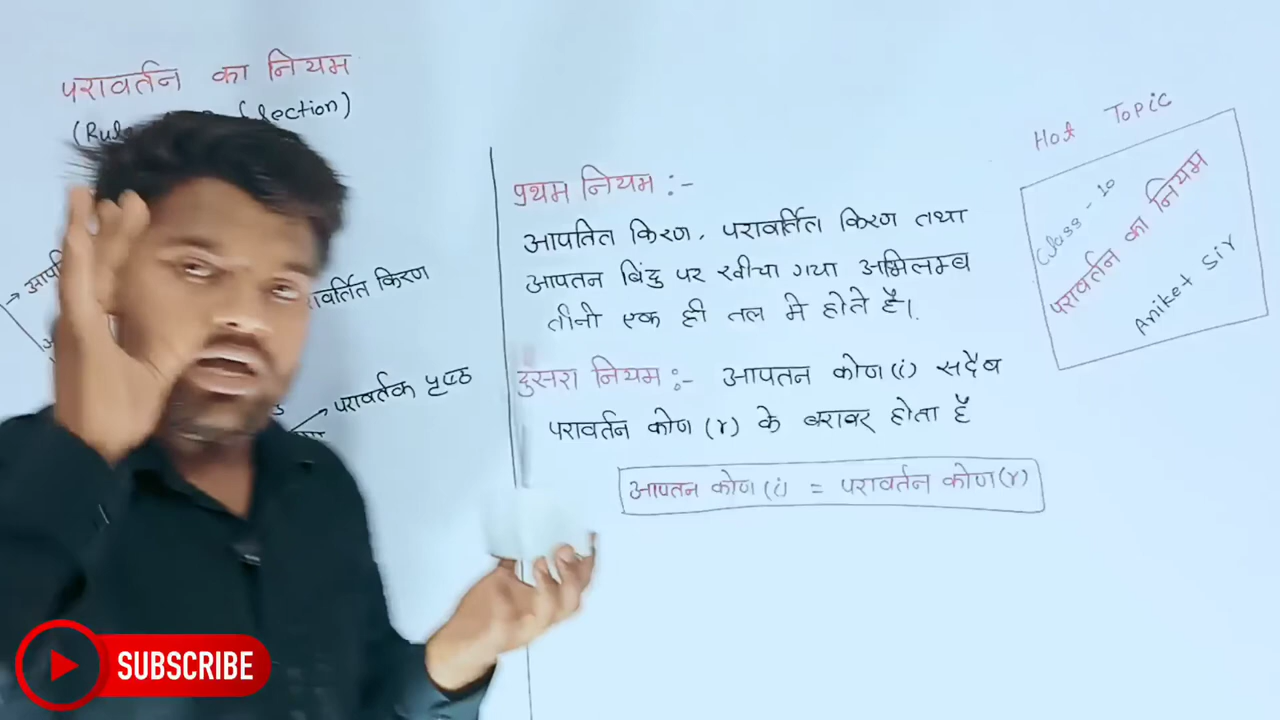 परावर्तन का नियम
परावर्तित किरण
परावर्तक पृष्ठ
प्रथम नियम :-
आपतित किरण, परावर्तित किरण तथा
आपतन बिंदु पर खीचा गया अभिलम्ब
तीनो एक ही तल मे होते है।
दुसरा नियम :- आपतन कोण (i) सदैव
परावर्तन कोण (r) के बराबर होता है
आपतन कोण (i) = परावर्तन कोण (r)
Hot Topic
Class - 10
परावर्तन का नियम
Aniket Sir
SUBSCRIBE